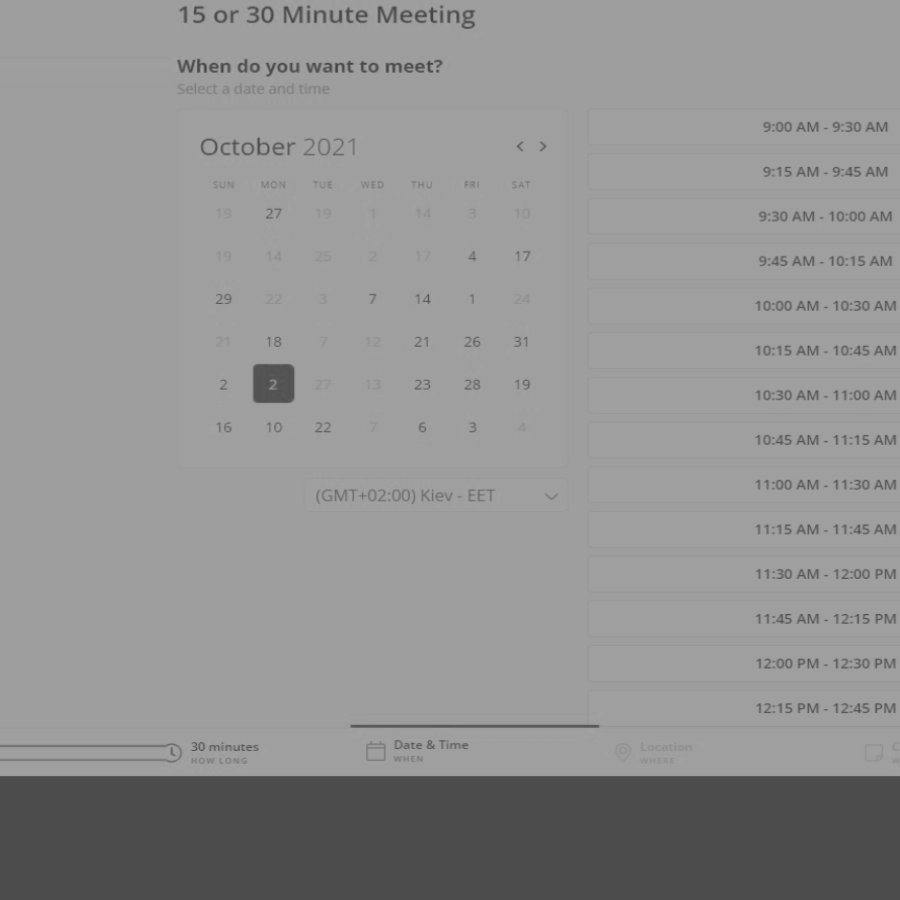 15 or 30 Minute Meeting
When do you want to meet?
Select a date and time
October 2021
SUN MON TUE WED THU FRI SAT
19 27 19 1 14 3 10
19 14 25 2 17 4 17
29 22 3 7 14 1 24
21 18 7 12 21 26 31
2 2 27 13 23 28 19
16 10 22 7 6 3 4
(GMT+02:00) Kiev - EET
9:00 AM - 9:30 AM
9:15 AM - 9:45 AM
9:30 AM - 10:00 AM
9:45 AM - 10:15 AM
10:00 AM - 10:30 AM
10:15 AM - 10:45 AM
10:30 AM - 11:00 AM
10:45 AM - 11:15 AM
11:00 AM - 11:30 AM
11:15 AM - 11:45 AM
11:30 AM - 12:00 PM
11:45 AM - 12:15 PM
12:00 PM - 12:30 PM
12:15 PM - 12:45 PM
30 minutes
HOW LONG
Date & Time
WHEN
Location
WHERE